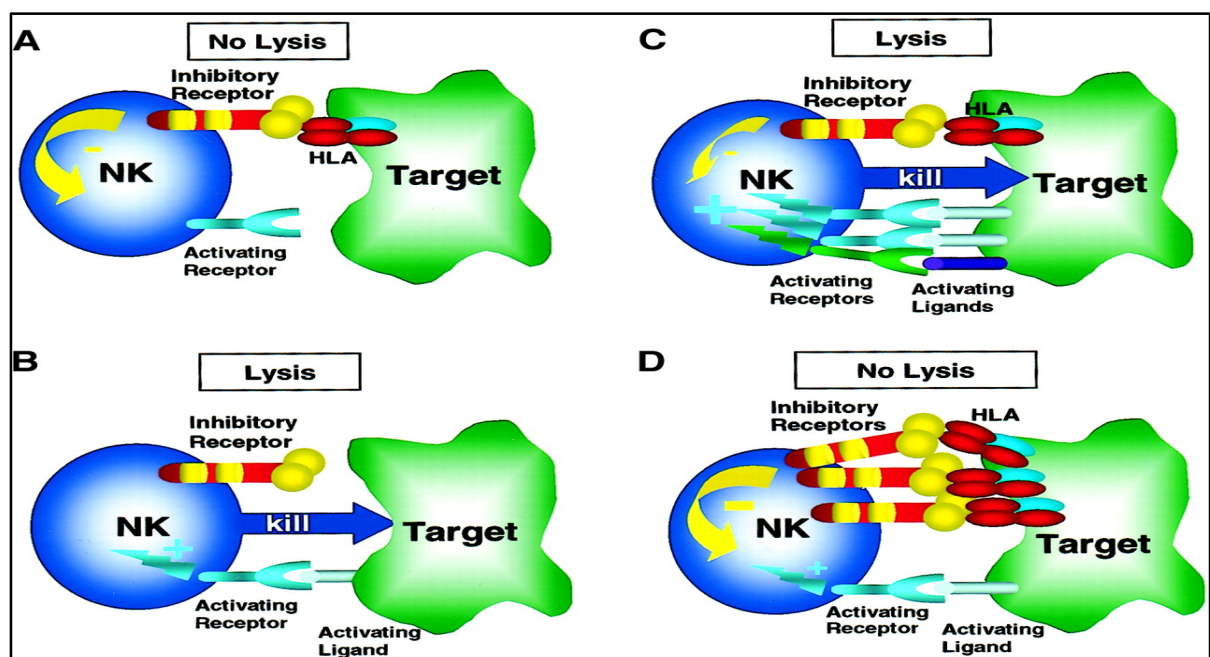 A
No Lysis
Inhibitory
Receptor
HLA
NK
Target
-
Activating
Receptor
C
Lysis
Inhibitory
Receptor
HLA
-
NK
kill
Target
+
Activating
Receptors
Activating
Ligands
B
Lysis
Inhibitory
Receptor
NK
kill
Target
+
Activating
Receptor
Activating
Ligand
D
No Lysis
Inhibitory
Receptors
HLA
-
NK
Target
+
Activating
Receptor
Activating
Ligand